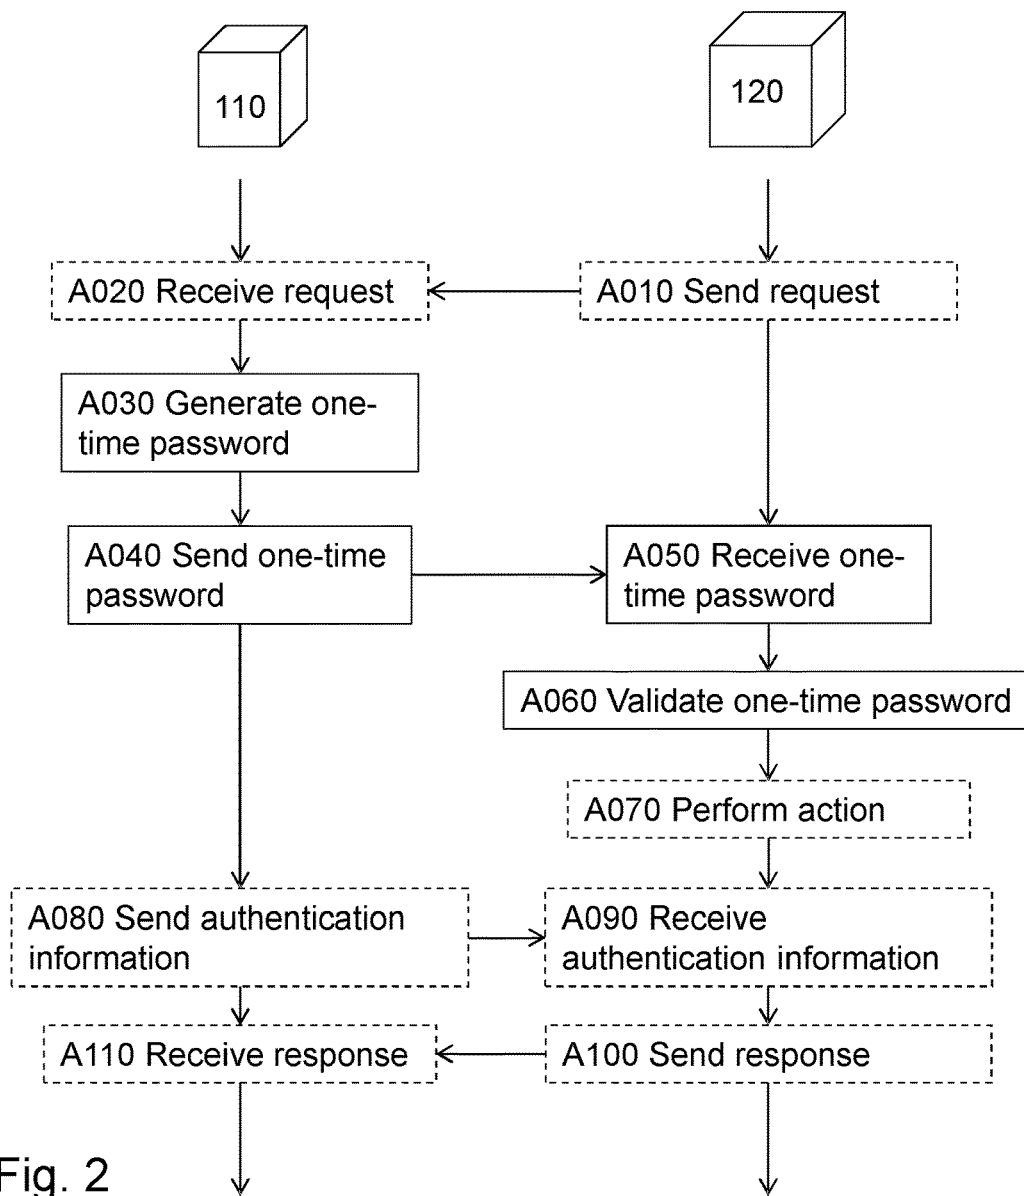 110
120
A020 Receive request
A010 Send request
A030 Generate one-
time password
A040 Send one-time
password
A050 Receive one-
time password
A060 Validate one-time password
A070 Perform action
A080 Send authentication
information
A090 Receive
authentication information
A110 Receive response
A100 Send response
Fig. 2